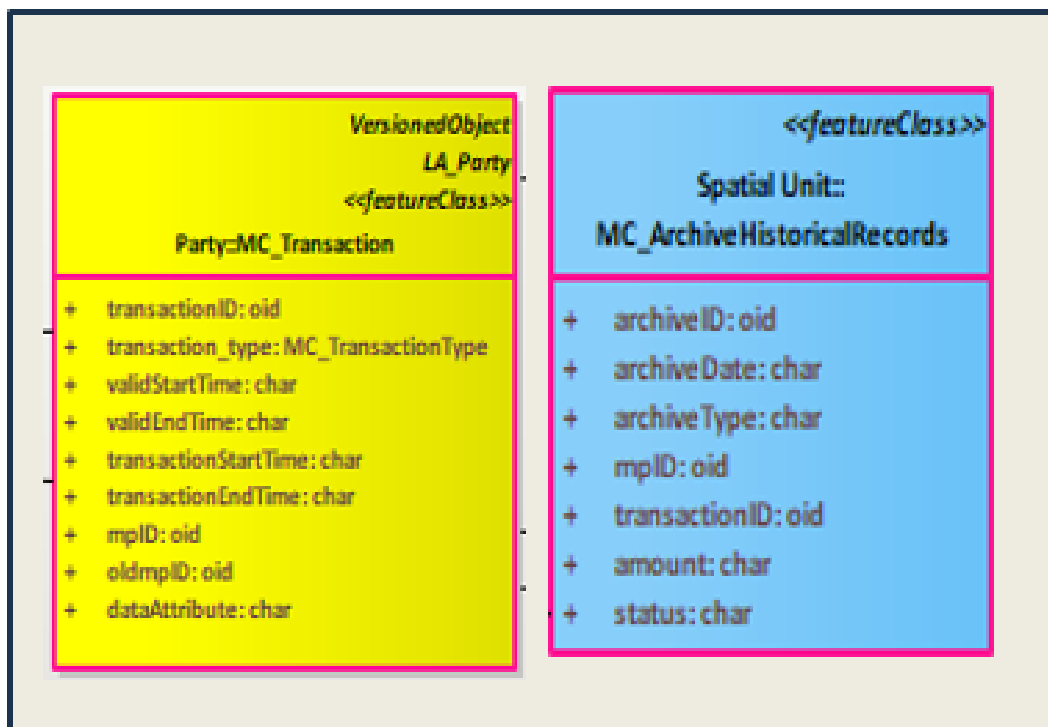 VersionedObject
LA_Party
<<featureClass>>
Party::MC_Transaction
+ transactionID: oid
+ transaction_type: MC_TransactionType
+ validStartTime: char
+ validEndTime: char
+ transactionStartTime: char
+ transactionEndTime: char
+ mpID: oid
+ oldmpID: oid
+ dataAttribute: char
<<featureClass>>
Spatial Unit::
MC_ArchiveHistoricalRecords
+ archiveID: oid
+ archiveDate: char
+ archiveType: char
+ mpID: oid
+ transactionID: oid
+ amount: char
+ status: char